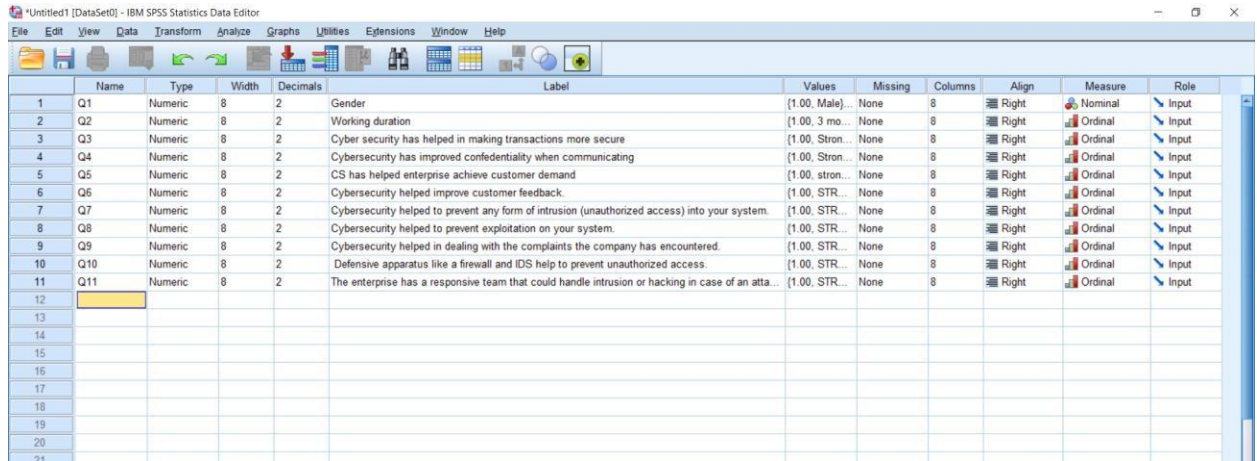 *Untitled1 [DataSet0] - IBM SPSS Statistics Data Editor
File Edit View Data Transform Analyze Graphs Utilities Extensions Window Help
Name Type Width Decimals Label Values Missing Columns Align Measure Role
1 Q1 Numeric 8 2 Gender {1.00, Male}... None 8 Right Nominal Input
2 Q2 Numeric 8 2 Working duration {1.00, 3 mo... None 8 Right Ordinal Input
3 Q3 Numeric 8 2 Cyber security has helped in making transactions more secure {1.00, Stron... None 8 Right Ordinal Input
4 Q4 Numeric 8 2 Cybersecurity has improved confedentiality when communicating {1.00, Stron... None 8 Right Ordinal Input
5 Q5 Numeric 8 2 CS has helped enterprise achieve customer demand {1.00, stron... None 8 Right Ordinal Input
6 Q6 Numeric 8 2 Cybersecurity helped improve customer feedback. {1.00, STR... None 8 Right Ordinal Input
7 Q7 Numeric 8 2 Cybersecurity helped to prevent any form of intrusion (unauthorized access) into your system. {1.00, STR... None 8 Right Ordinal Input
8 Q8 Numeric 8 2 Cybersecurity helped to prevent exploitation on your system. {1.00, STR... None 8 Right Ordinal Input
9 Q9 Numeric 8 2 Cybersecurity helped in dealing with the complaints the company has encountered. {1.00, STR... None 8 Right Ordinal Input
10 Q10 Numeric 8 2 Defensive apparatus like a firewall and IDS help to prevent unauthorized access. {1.00, STR... None 8 Right Ordinal Input
11 Q11 Numeric 8 2 The enterprise has a responsive team that could handle intrusion or hacking in case of an atta... {1.00, STR... None 8 Right Ordinal Input
12
13
14
15
16
17
18
19
20
21